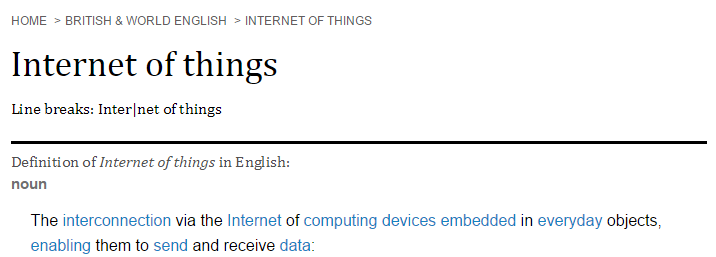 HOME > BRITISH & WORLD ENGLISH > INTERNET OF THINGS
Internet of things
Line breaks: Inter|net of things
Definition of Internet of things in English:
noun
The interconnection via the Internet of computing devices embedded in everyday objects,
enabling them to send and receive data: